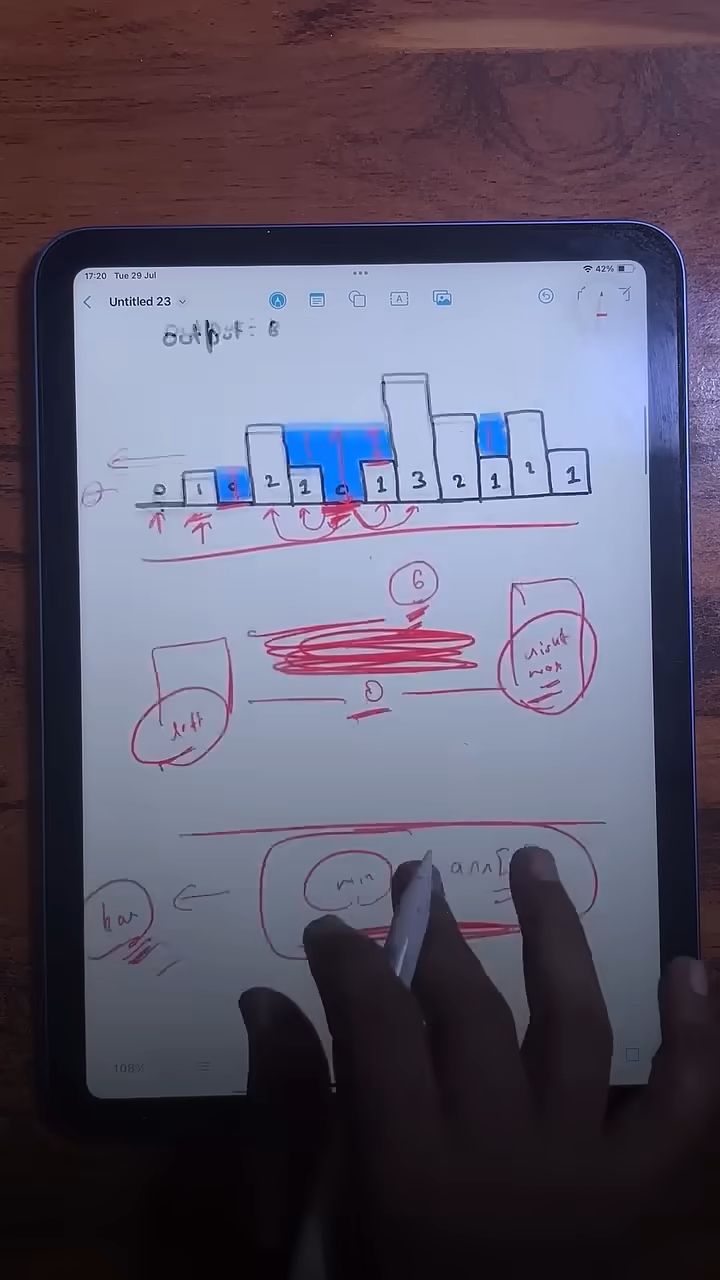 17:20 Tue 29 Jul
42%
Untitled 23
A
output = 6
0 1 0 2 1 0 1 3 2 1 2 1
0
6
right
max
left
min
arr[
bar
108%